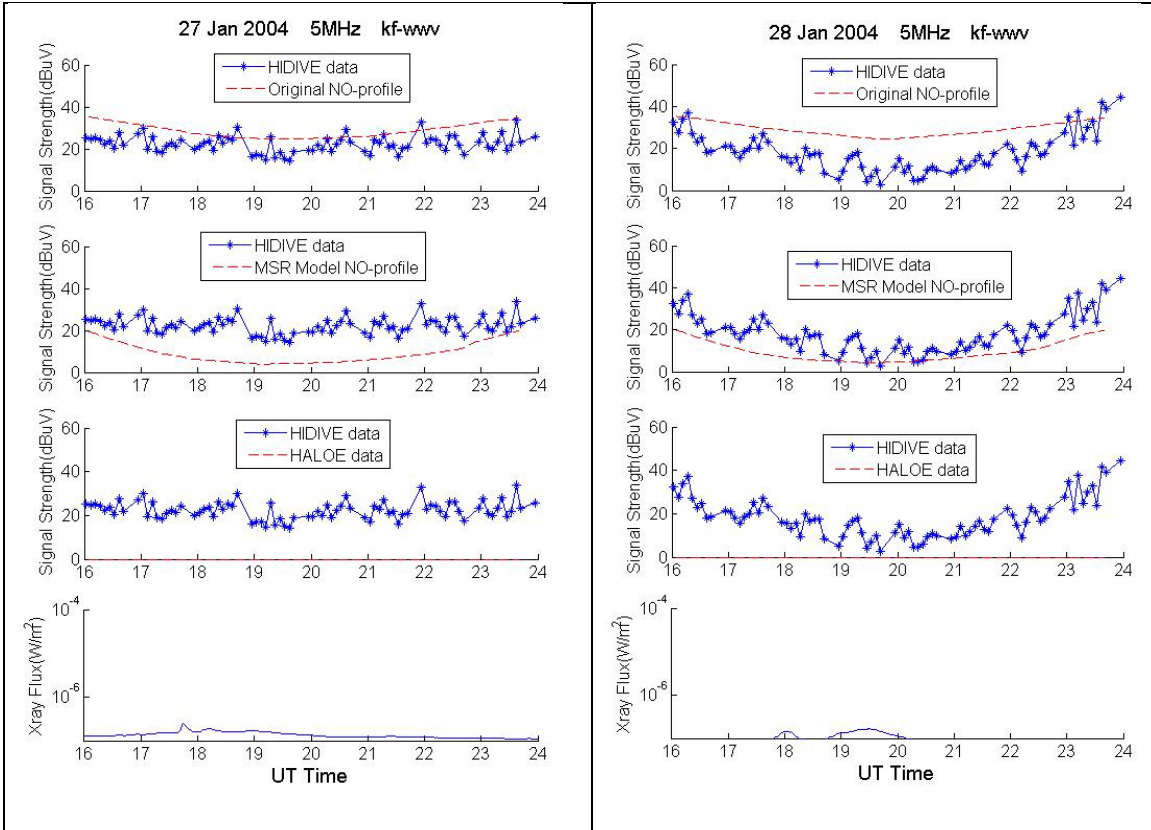 27 Jan 2004 5MHz kf-wwv
60
40
20
0
Signal Strength(dBuV)
HIDIVE data
Original NO-profile
16 17 18 19 20 21 22 23 24
60
40
20
0
Signal Strength(dBuV)
HIDIVE data
MSR Model NO-profile
16 17 18 19 20 21 22 23 24
60
40
20
0
Signal Strength(dBuV)
HIDIVE data
HALOE data
16 17 18 19 20 21 22 23 24
10-4
10-6
Xray Flux(W/m2)
16 17 18 19 20 21 22 23 24
UT Time
28 Jan 2004 5MHz kf-wwv
60
40
20
0
Signal Strength(dBuV)
HIDIVE data
Original NO-profile
16 17 18 19 20 21 22 23 24
60
40
20
0
Signal Strength(dBuV)
HIDIVE data
MSR Model NO-profile
16 17 18 19 20 21 22 23 24
60
40
20
0
Signal Strength(dBuV)
HIDIVE data
HALOE data
16 17 18 19 20 21 22 23 24
10-4
10-6
Xray Flux(W/m2)
16 17 18 19 20 21 22 23 24
UT Time